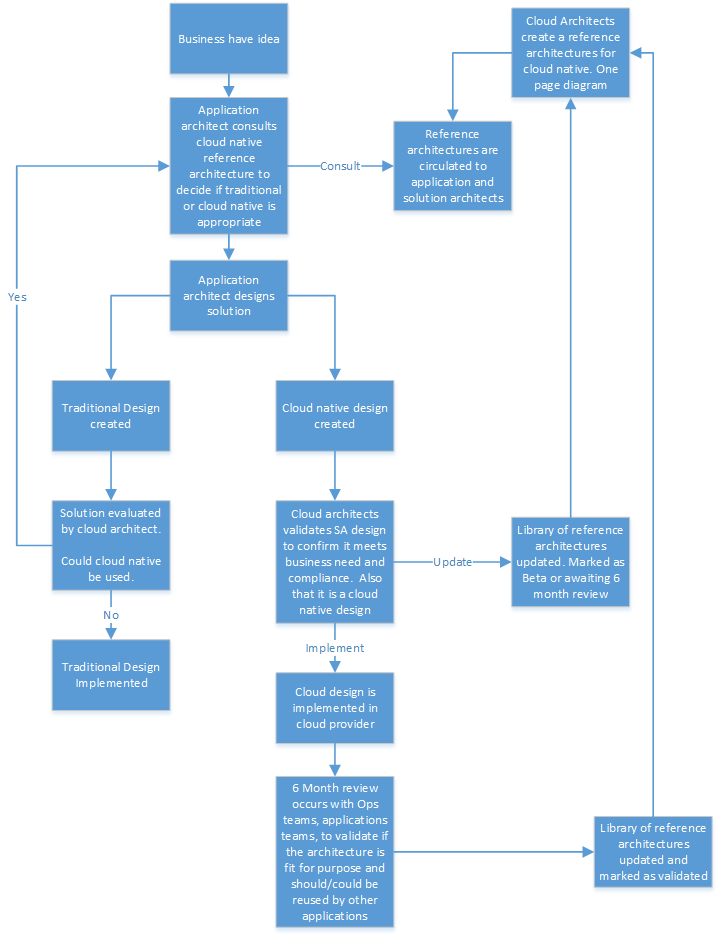 Business have idea
Cloud Architects
create a reference
architectures for
cloud native. One
page diagram
Application
architect consults
cloud native
reference
architecture to
decide if traditional
or cloud native is
appropriate
Consult
Reference
architectures are
circulated to
application and
solution architects
Application
architect designs
solution
Yes
Traditional Design
created
Cloud native design
created
Solution evaluated
by cloud architect.
Could cloud native
be used.
Cloud architects
validates SA design
to confirm it meets
business need and
compliance. Also
that it is a cloud
native design
Update
Library of reference
architectures
updated. Marked as
Beta or awaiting 6
month review
No
Implement
Traditional Design
Implemented
Cloud design is
implemented in
cloud provider
6 Month review
occurs with Ops
teams, applications
teams, to validate if
the architecture is
fit for purpose and
should/could be
reused by other
applications
Library of reference
architectures
updated and
marked as validated